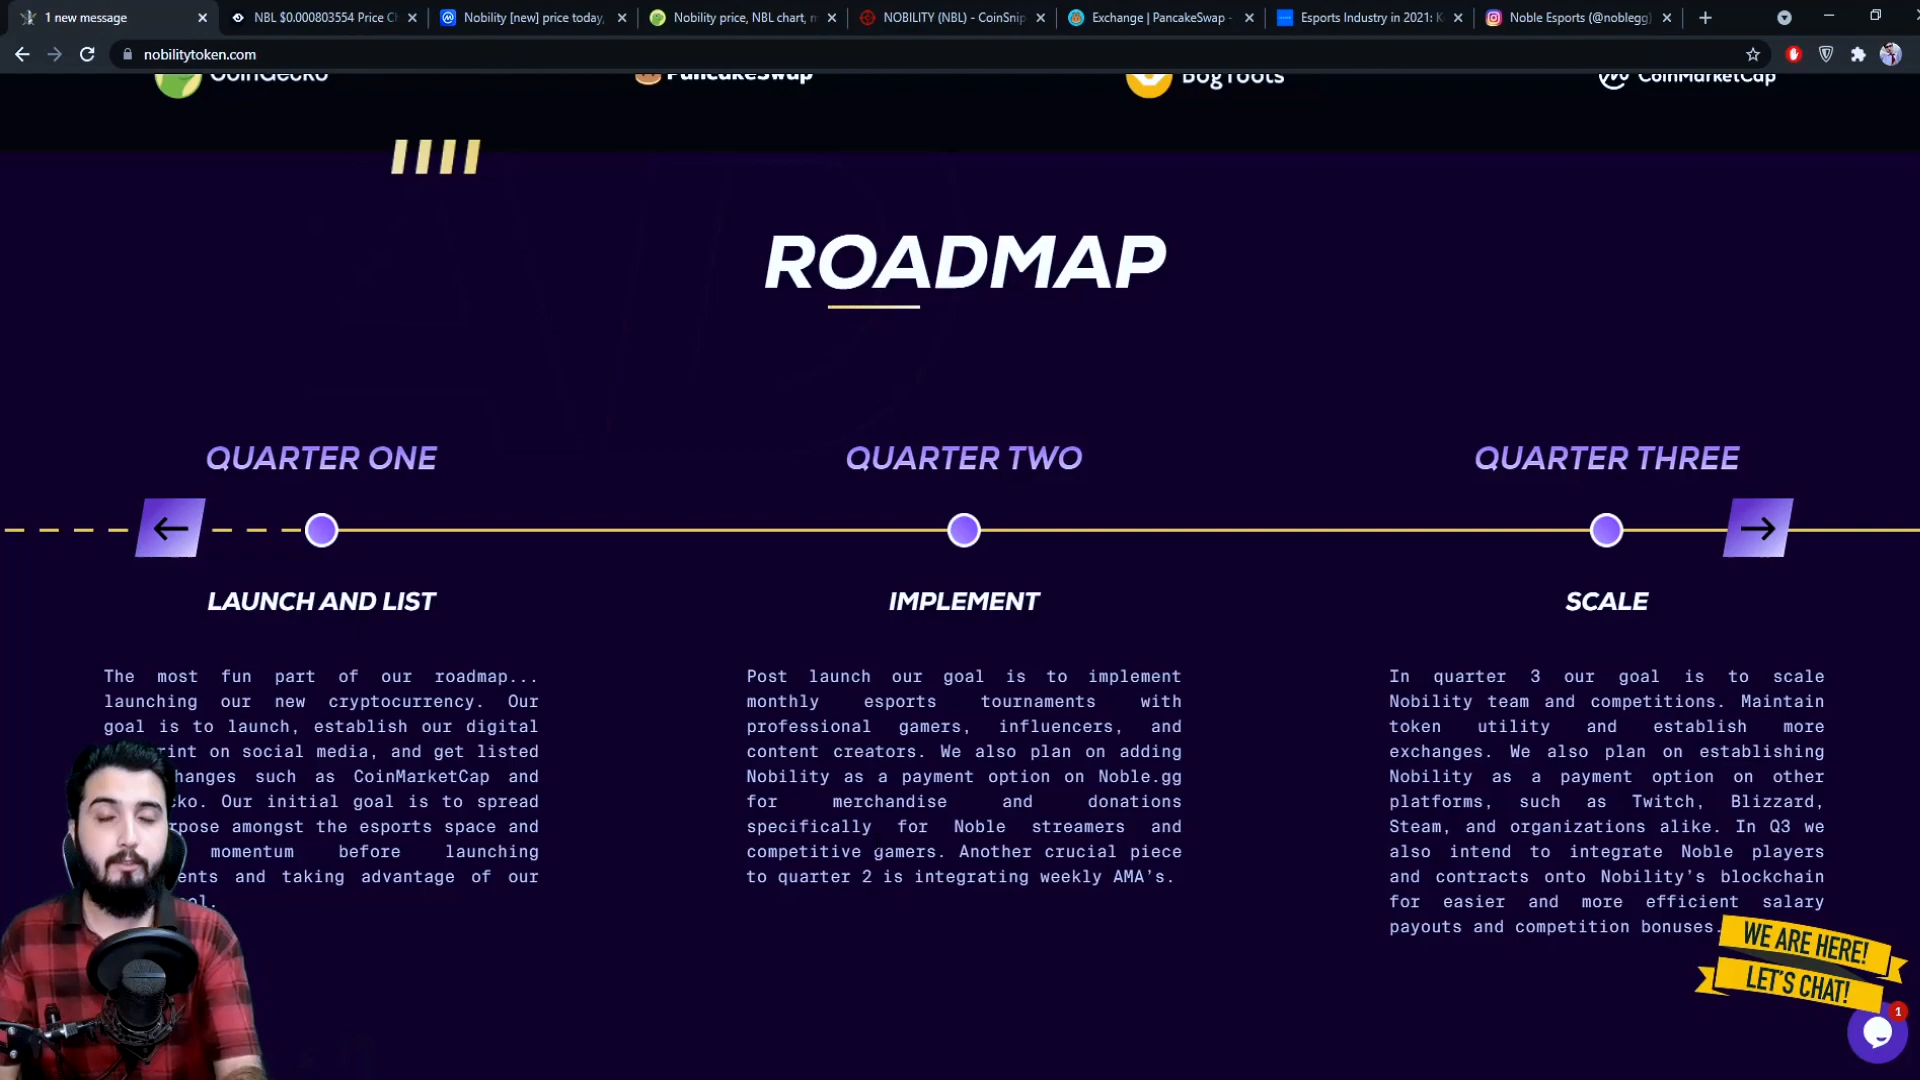 1 new message
NBL $0.000803554 Price C
Nobility [new] price today,
Nobility price, NBL chart, m
NOBILITY (NBL) - CoinSnip
Exchange | PancakeSwap -
Esports Industry in 2021: K
Noble Esports (@noblegg)
nobilitytoken.com
CoinGecko
PancakeSwap
BogTools
CoinMarketCap
ROADMAP
QUARTER ONE
LAUNCH AND LIST
The most fun part of our roadmap...
launching our new cryptocurrency. Our
goal is to launch, establish our digital
rint on social media, and get listed
hanges such as CoinMarketCap and
cko. Our initial goal is to spread
rpose amongst the esports space and
momentum before launching
ents and taking advantage of our
al.
QUARTER TWO
IMPLEMENT
Post launch our goal is to implement
monthly esports tournaments with
professional gamers, influencers, and
content creators. We also plan on adding
Nobility as a payment option on Noble.gg
for merchandise and donations
specifically for Noble streamers and
competitive gamers. Another crucial piece
to quarter 2 is integrating weekly AMA's.
QUARTER THREE
SCALE
In quarter 3 our goal is to scale
Nobility team and competitions. Maintain
token utility and establish more
exchanges. We also plan on establishing
Nobility as a payment option on other
platforms, such as Twitch, Blizzard,
Steam, and organizations alike. In Q3 we
also intend to integrate Noble players
and contracts onto Nobility's blockchain
for easier and more efficient salary
payouts and competition bonuses.
WE ARE HERE!
LET'S CHAT!
1